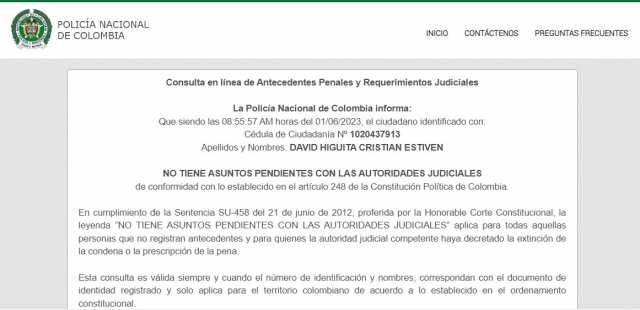 POLICÍA NACIONAL
DE COLOMBIA
INICIO CONTÁCTENOS PREGUNTAS FRECUENTES
Consulta en línea de Antecedentes Penales y Requerimientos Judiciales
La Policía Nacional de Colombia informa:
Que siendo las 08:55:57 AM horas del 01/06/2023, el ciudadano identificado con:
Cédula de Ciudadanía Nº 1020437913
Apellidos y Nombres: DAVID HIGUITA CRISTIAN ESTIVEN
NO TIENE ASUNTOS PENDIENTES CON LAS AUTORIDADES JUDICIALES
de conformidad con lo establecido en el artículo 248 de la Constitución Política de Colombia.
En cumplimiento de la Sentencia SU-458 del 21 de junio de 2012, proferida por la Honorable Corte Constitucional, la
leyenda "NO TIENE ASUNTOS PENDIENTES CON LAS AUTORIDADES JUDICIALES" aplica para todas aquellas
personas que no registran antecedentes y para quienes la autoridad judicial competente haya decretado la extinción de
la condena o la prescripción de la pena.
Esta consulta es válida siempre y cuando el número de identificación y nombres, correspondan con el documento de
identidad registrado y solo aplica para el territorio colombiano de acuerdo a lo establecido en el ordenamiento
constitucional.